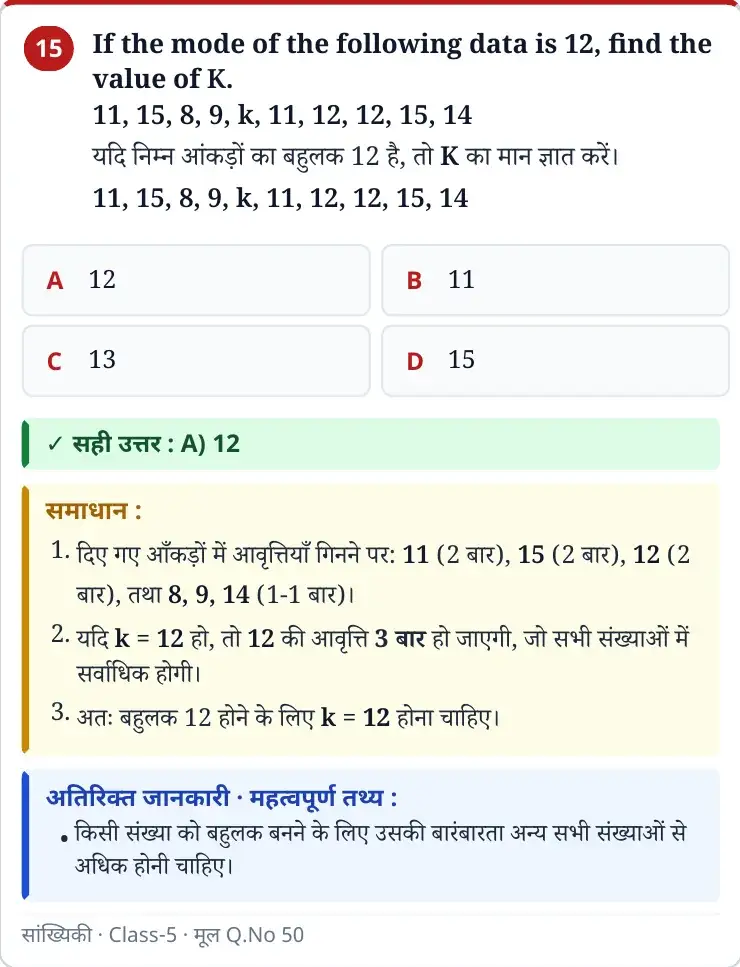 15
If the mode of the following data is 12, find the
value of K.
11, 15, 8, 9, k, 11, 12, 12, 15, 14
यदि निम्न आंकड़ों का बहुलक 12 है, तो K का मान ज्ञात करें।
11, 15, 8, 9, k, 11, 12, 12, 15, 14
A 12
B 11
C 13
D 15
✓ सही उत्तर : A) 12
समाधान :
1. दिए गए आँकड़ों में आवृत्तियाँ गिनने पर: 11 (2 बार), 15 (2 बार), 12 (2
बार), तथा 8, 9, 14 (1-1 बार)।
2. यदि k = 12 हो, तो 12 की आवृत्ति 3 बार हो जाएगी, जो सभी संख्याओं में
सर्वाधिक होगी।
3. अतः बहुलक 12 होने के लिए k = 12 होना चाहिए।
अतिरिक्त जानकारी · महत्वपूर्ण तथ्य :
• किसी संख्या को बहुलक बनने के लिए उसकी बारंबारता अन्य सभी संख्याओं से
अधिक होनी चाहिए।
सांख्यिकी · Class-5 · मूल Q.No 50